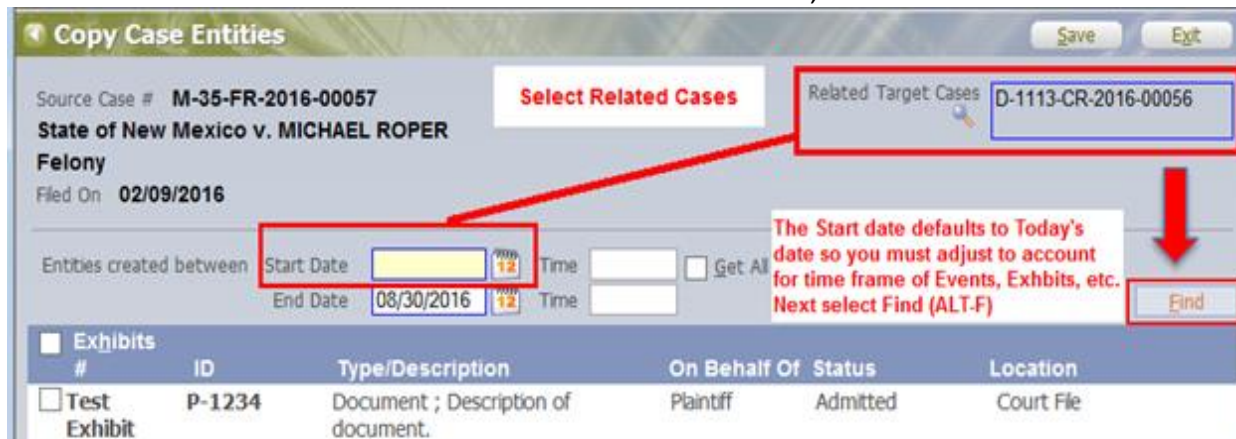 Copy Case Entities
Save Exit
Source Case # M-35-FR-2016-00057
Select Related Cases
Related Target Cases D-1113-CR-2016-00056
State of New Mexico v. MICHAEL ROPER
Felony
Filed On 02/09/2016
The Start date defaults to Today's
date so you must adjust to account
for time frame of Events, Exhbits, etc.
Next select Find (ALT-F)
Entities created between Start Date 12 Time Get All
End Date 08/30/2016 12 Time
Find
Exhibits
# ID Type/Description On Behalf Of Status Location
Test P-1234 Document ; Description of Plaintiff Admitted Court File
Exhibit document.